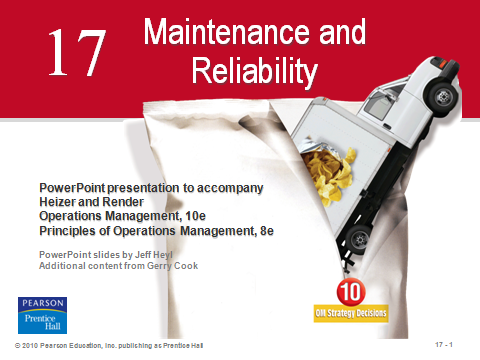 17
Maintenance and
Reliability
PowerPoint presentation to accompany
Heizer and Render
Operations Management, 10e
Principles of Operations Management, 8e
PowerPoint slides by Jeff Heyl
Additional content from Gerry Cook
10
OM Strategy Decisions
PEARSON
Prentice
Hall
© 2010 Pearson Education, Inc. publishing as Prentice Hall
17 - 1